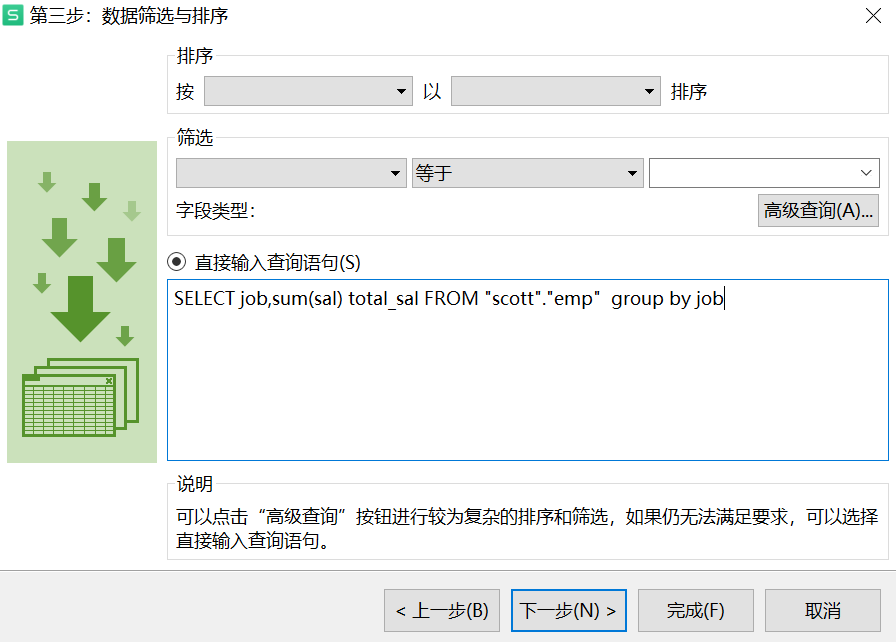 第三步：数据筛选与排序
排序
按 以 排序
筛选
等于
字段类型：
高级查询(A)...
直接输入查询语句(S)
SELECT job,sum(sal) total_sal FROM "scott"."emp"  group by job
说明
可以点击“高级查询”按钮进行较为复杂的排序和筛选，如果仍无法满足要求，可以选择
直接输入查询语句。
< 上一步(B) 下一步(N) > 完成(F) 取消